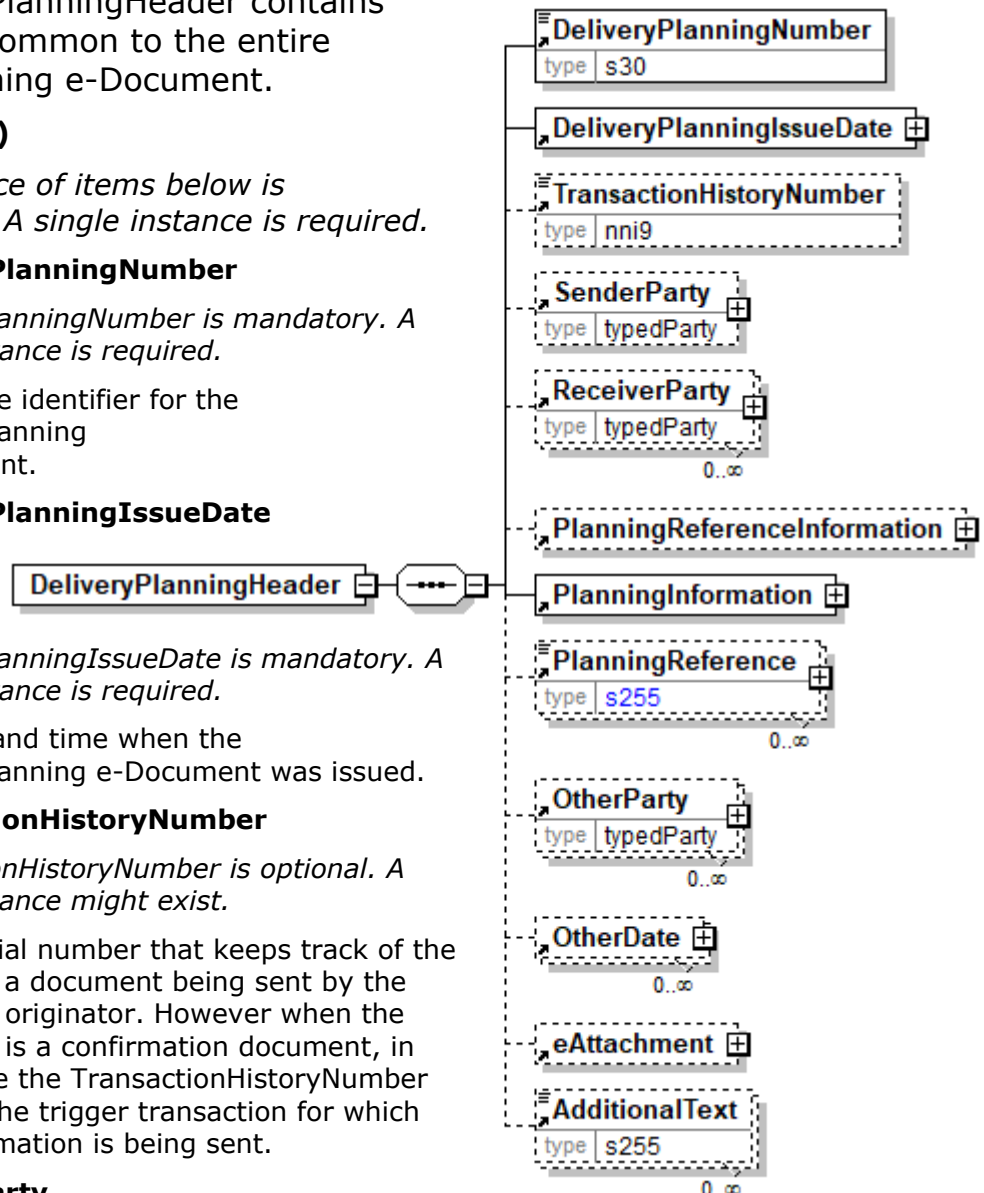 PlanningHeader contains
ommon to the entire
ning e-Document.
)
ce of items below is
A single instance is required.
PlanningNumber
anningNumber is mandatory. A
tance is required.
e identifier for the
anning
nt.
PlanningIssueDate
anningIssueDate is mandatory. A
tance is required.
and time when the
anning e-Document was issued.
ionHistoryNumber
onHistoryNumber is optional. A
tance might exist.
ial number that keeps track of the
a document being sent by the
originator. However when the
is a confirmation document, in
e the TransactionHistoryNumber
he trigger transaction for which
mation is being sent.
arty
DeliveryPlanningHeader
DeliveryPlanningNumber
type s30
DeliveryPlanningIssueDate
TransactionHistoryNumber
type nni9
SenderParty
type typedParty
ReceiverParty
type typedParty
0..∞
PlanningReferenceInformation
PlanningInformation
PlanningReference
type s255
0..∞
OtherParty
type typedParty
0..∞
OtherDate
0..∞
eAttachment
AdditionalText
type s255
0..∞